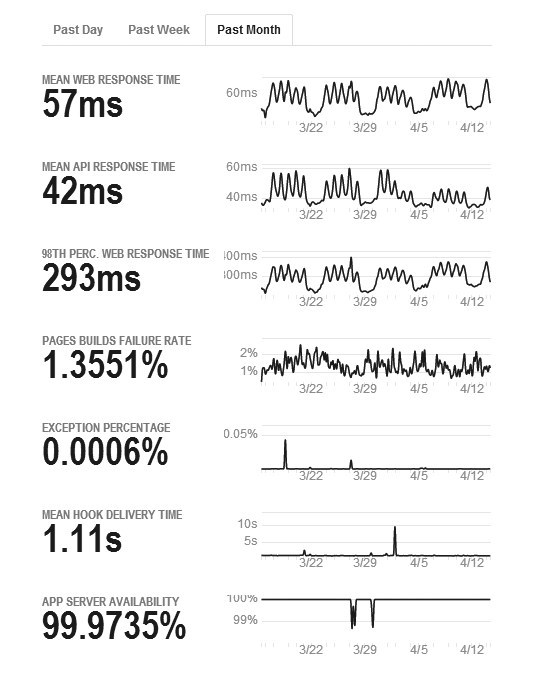 Past Day Past Week Past Month
MEAN WEB RESPONSE TIME
57ms
60ms
3/22 3/29 4/5 4/12
MEAN API RESPONSE TIME
42ms
60ms
40ms
3/22 3/29 4/5 4/12
98TH PERC. WEB RESPONSE TIME
293ms
400ms
300ms
3/22 3/29 4/5 4/12
PAGES BUILDS FAILURE RATE
1.3551%
2%
1%
3/22 3/29 4/5 4/12
EXCEPTION PERCENTAGE
0.0006%
0.05%
3/22 3/29 4/5 4/12
MEAN HOOK DELIVERY TIME
1.11s
10s
5s
3/22 3/29 4/5 4/12
APP SERVER AVAILABILITY
99.9735%
100%
99%
3/22 3/29 4/5 4/12